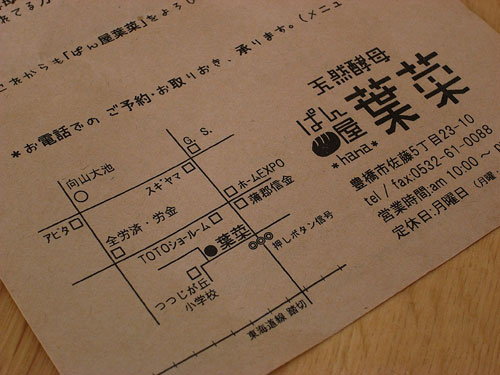 これからも「ぱん屋葉菜」をよろし
*お電話での ご予約・お取りおき、承ります。(メニュ
天然酵母
ぱん屋
葉菜
*hana*
豊橋市佐藤5丁目23-10
tel / fax:0532-61-0088
営業時間:am 10:00 ～
定休日:月曜日 (月曜
G. S.
向山大池
スギヤマ
ホームEXPO
蒲郡信金
アピタ
全労済・労金
TOTOショールーム
葉菜
押しボタン信号
つつじが丘
小学校
東海道線 踏切